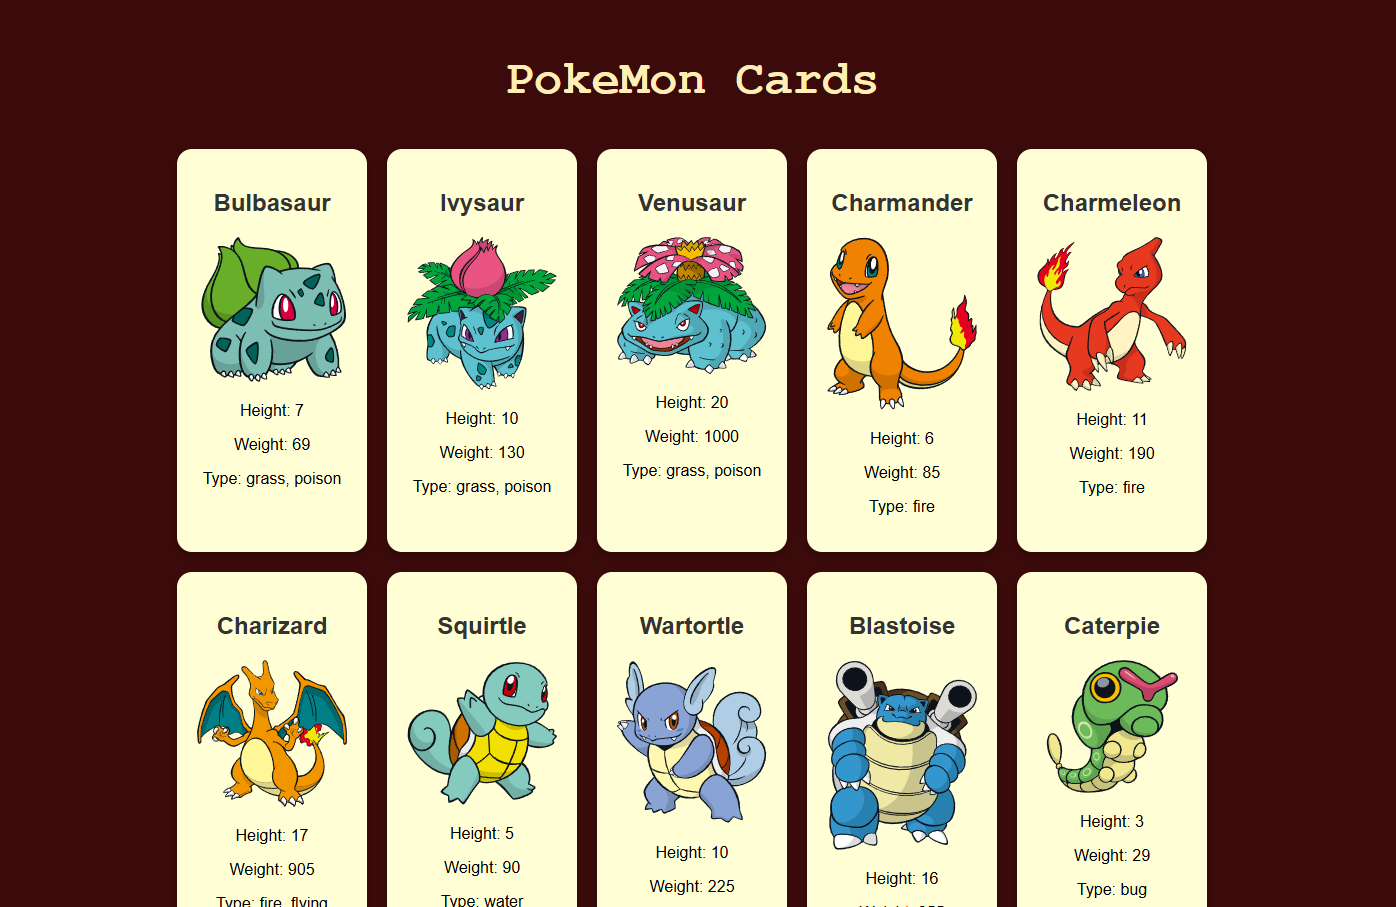 PokeMon Cards
Bulbasaur
Height: 7
Weight: 69
Type: grass, poison
Ivysaur
Height: 10
Weight: 130
Type: grass, poison
Venusaur
Height: 20
Weight: 1000
Type: grass, poison
Charmander
Height: 6
Weight: 85
Type: fire
Charmeleon
Height: 11
Weight: 190
Type: fire
Charizard
Height: 17
Weight: 905
Type: fire, flying
Squirtle
Height: 5
Weight: 90
Type: water
Wartortle
Height: 10
Weight: 225
Blastoise
Height: 16
Caterpie
Height: 3
Weight: 29
Type: bug